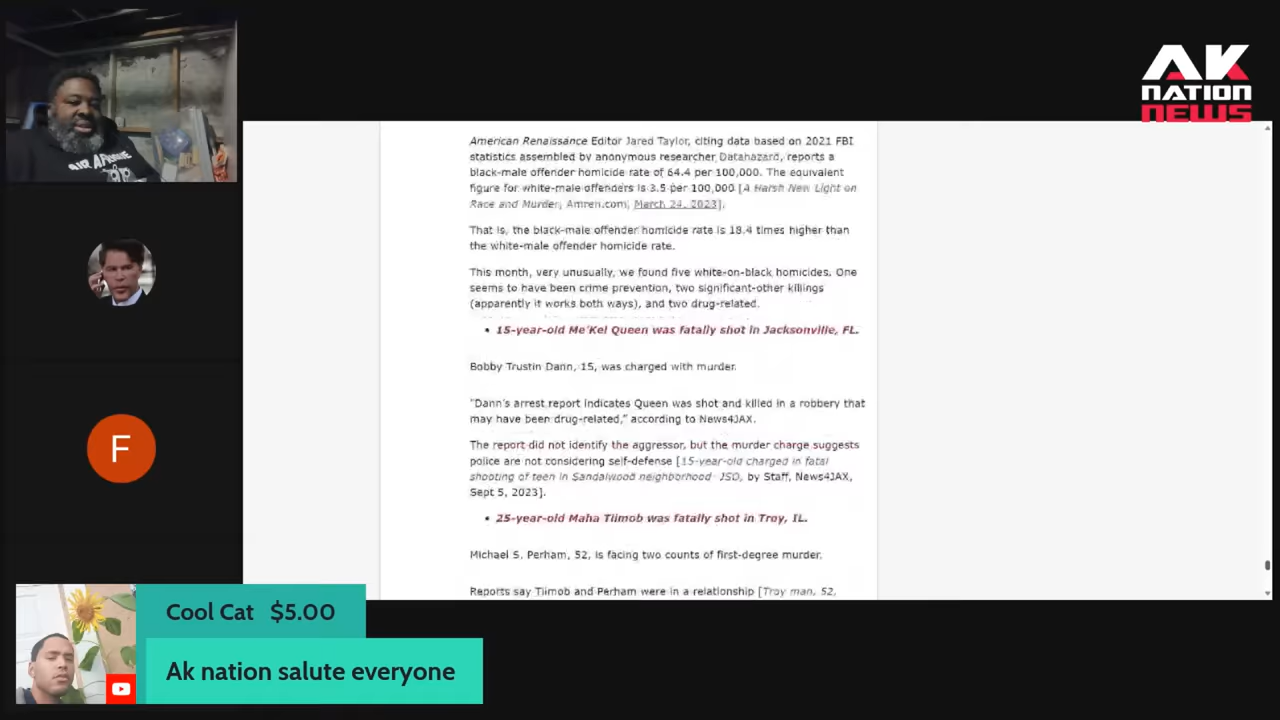 AK
NATION
NEWS
American Renaissance Editor Jared Taylor, citing data based on 2021 FBI
statistics assembled by anonymous researcher Datahazard, reports a
black-male offender homicide rate of 64.4 per 100,000. The equivalent
figure for white-male offenders is 3.5 per 100,000 [A Harsh New Light on
Race and Murder, Amren.com, March 24, 2023].
That is, the black-male offender homicide rate is 18.4 times higher than
the white-male offender homicide rate.
This month, very unusually, we found five white-on-black homicides. One
seems to have been crime prevention, two significant-other killings
(apparently it works both ways), and two drug-related.
• 15-year-old Me'Kel Queen was fatally shot in Jacksonville, FL.
Bobby Trustin Dann, 15, was charged with murder.
"Dann's arrest report indicates Queen was shot and killed in a robbery that
may have been drug-related," according to News4JAX.
The report did not identify the aggressor, but the murder charge suggests
police are not considering self-defense [15-year-old charged in fatal
shooting of teen in Sandalwood neighborhood JSO, by Staff, News4JAX,
Sept 5, 2023].
• 25-year-old Maha Tiimob was fatally shot in Troy, IL.
Michael S. Perham, 52, is facing two counts of first-degree murder.
Reports say Tiimob and Perham were in a relationship [Troy man, 52,
F
Cool Cat $5.00
Ak nation salute everyone